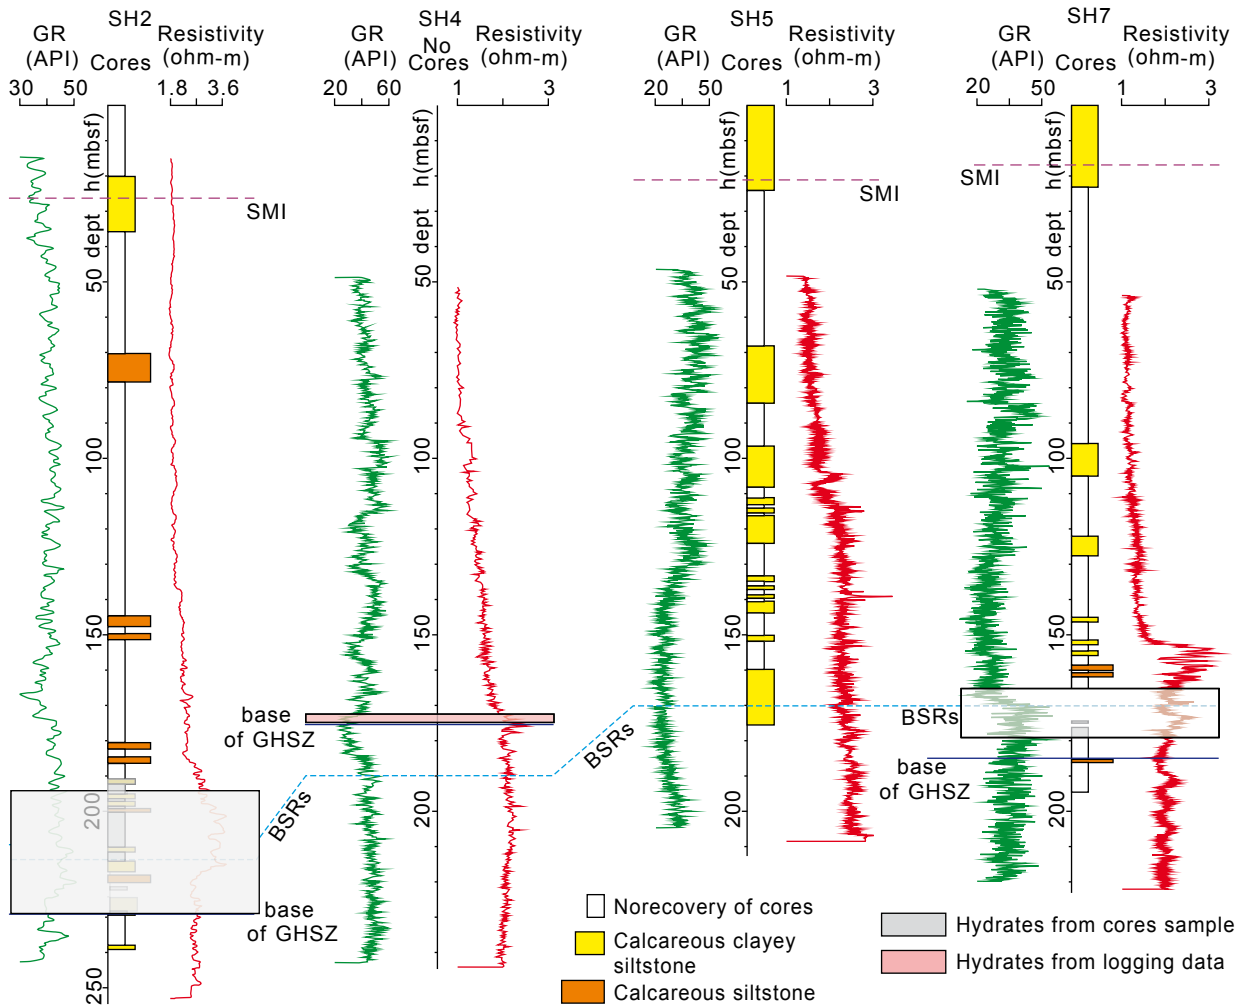 SH2
GR
(API)
Cores
Resistivity
(ohm-m)
30
50
1.8
3.6
dept h(mbsf)
50
100
150
200
250
SMI
BSRs
base
of GHSZ
SH4
GR
(API)
No
Cores
Resistivity
(ohm-m)
20
60
1
3
dept h(mbsf)
50
100
150
200
base
of GHSZ
BSRs
SH5
GR
(API)
Cores
Resistivity
(ohm-m)
20
50
1
3
dept h(mbsf)
50
100
150
200
SMI
SH7
GR
(API)
Cores
Resistivity
(ohm-m)
20
50
1
3
dept h(mbsf)
50
100
150
200
SMI
BSRs
base
of GHSZ
Norecovery of cores
Calcareous clayey
siltstone
Calcareous siltstone
Hydrates from cores sample
Hydrates from logging data